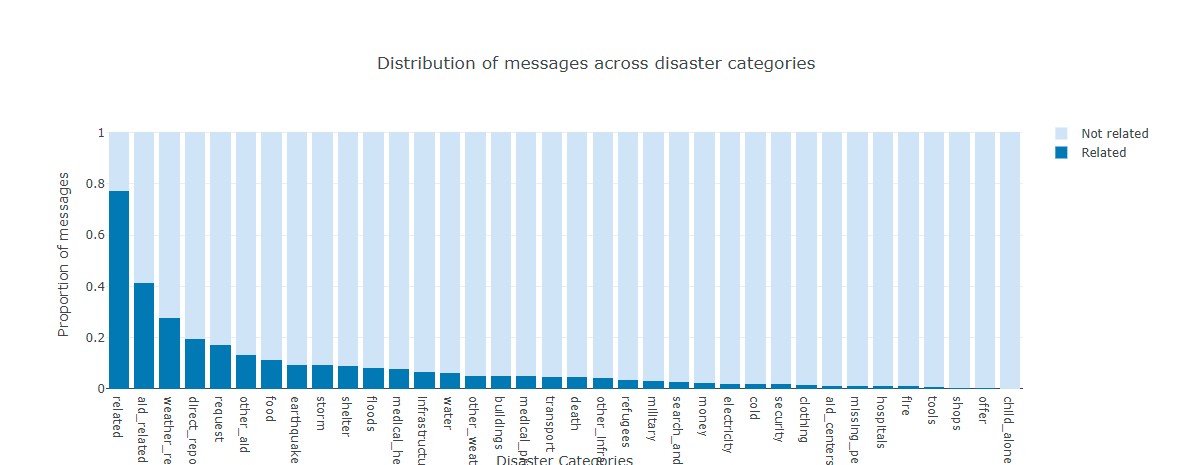 Distribution of messages across disaster categories
Not related
Related
Proportion of messages
1
0.8
0.6
0.4
0.2
0
related
aid_related
weather_re
direct_repo
request
other_aid
food
earthquake
storm
shelter
floods
medical_he
infrastructu
water
other_weat
buildings
medical_p
transport
death
other_infr
refugees
military
search_and
money
electricity
cold
security
clothing
aid_centers
missing_pe
hospitals
fire
tools
shops
offer
child_alone
Disaster Categories